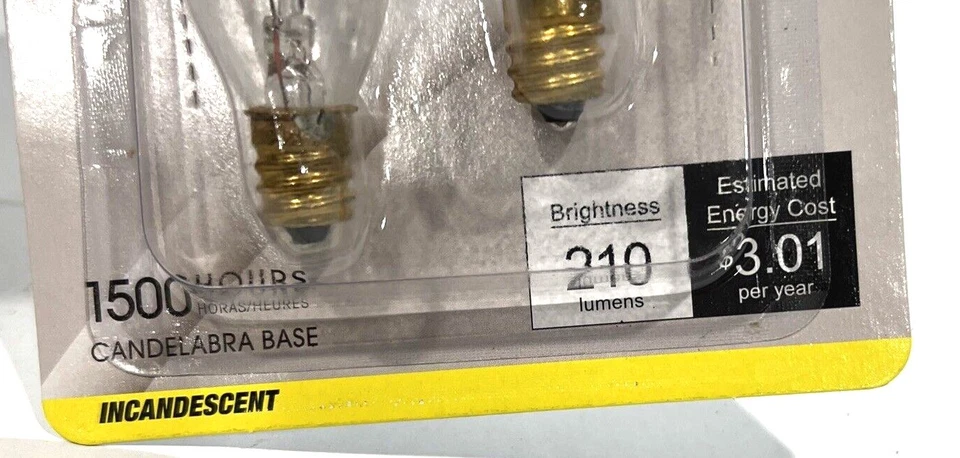 Brightness
210
lumens
Estimated
Energy Cost
$3.01
per year
1500 HOURS
HORAS/HEURES
CANDELABRA BASE
INCANDESCENT